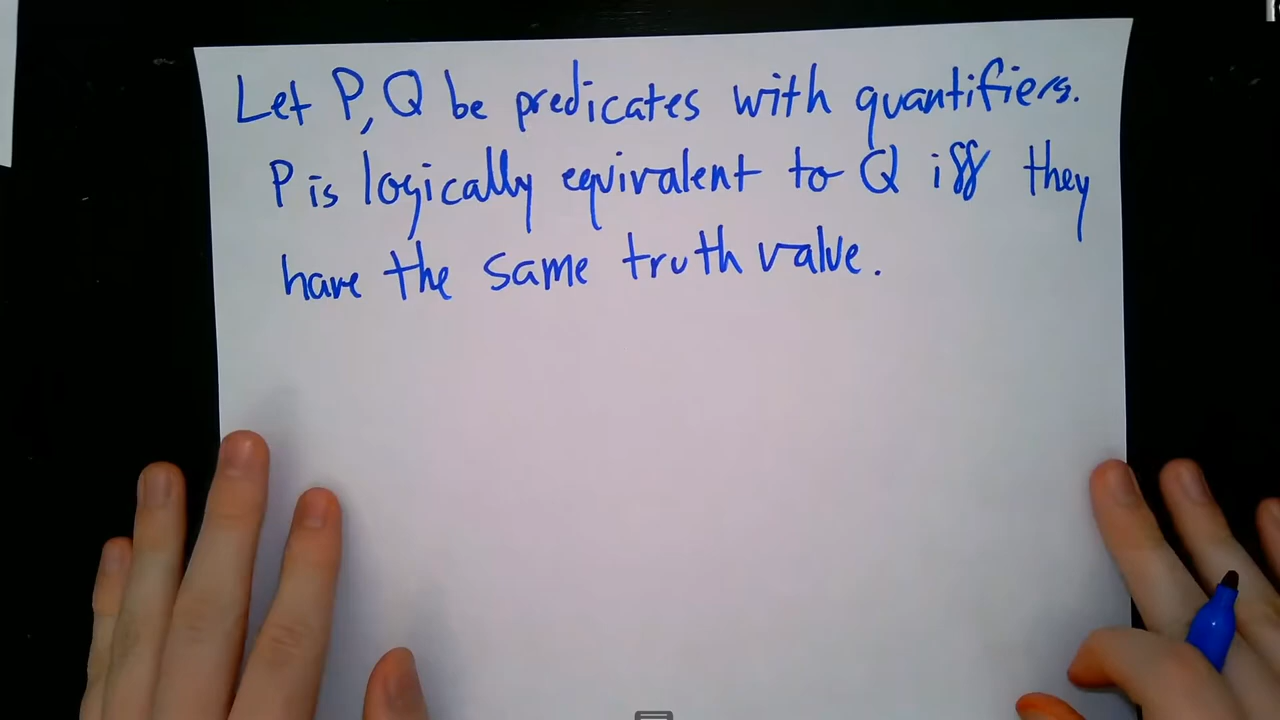 Let P, Q be predicates with quantifiers.
P is logically equivalent to Q iff they
have the same truth value.